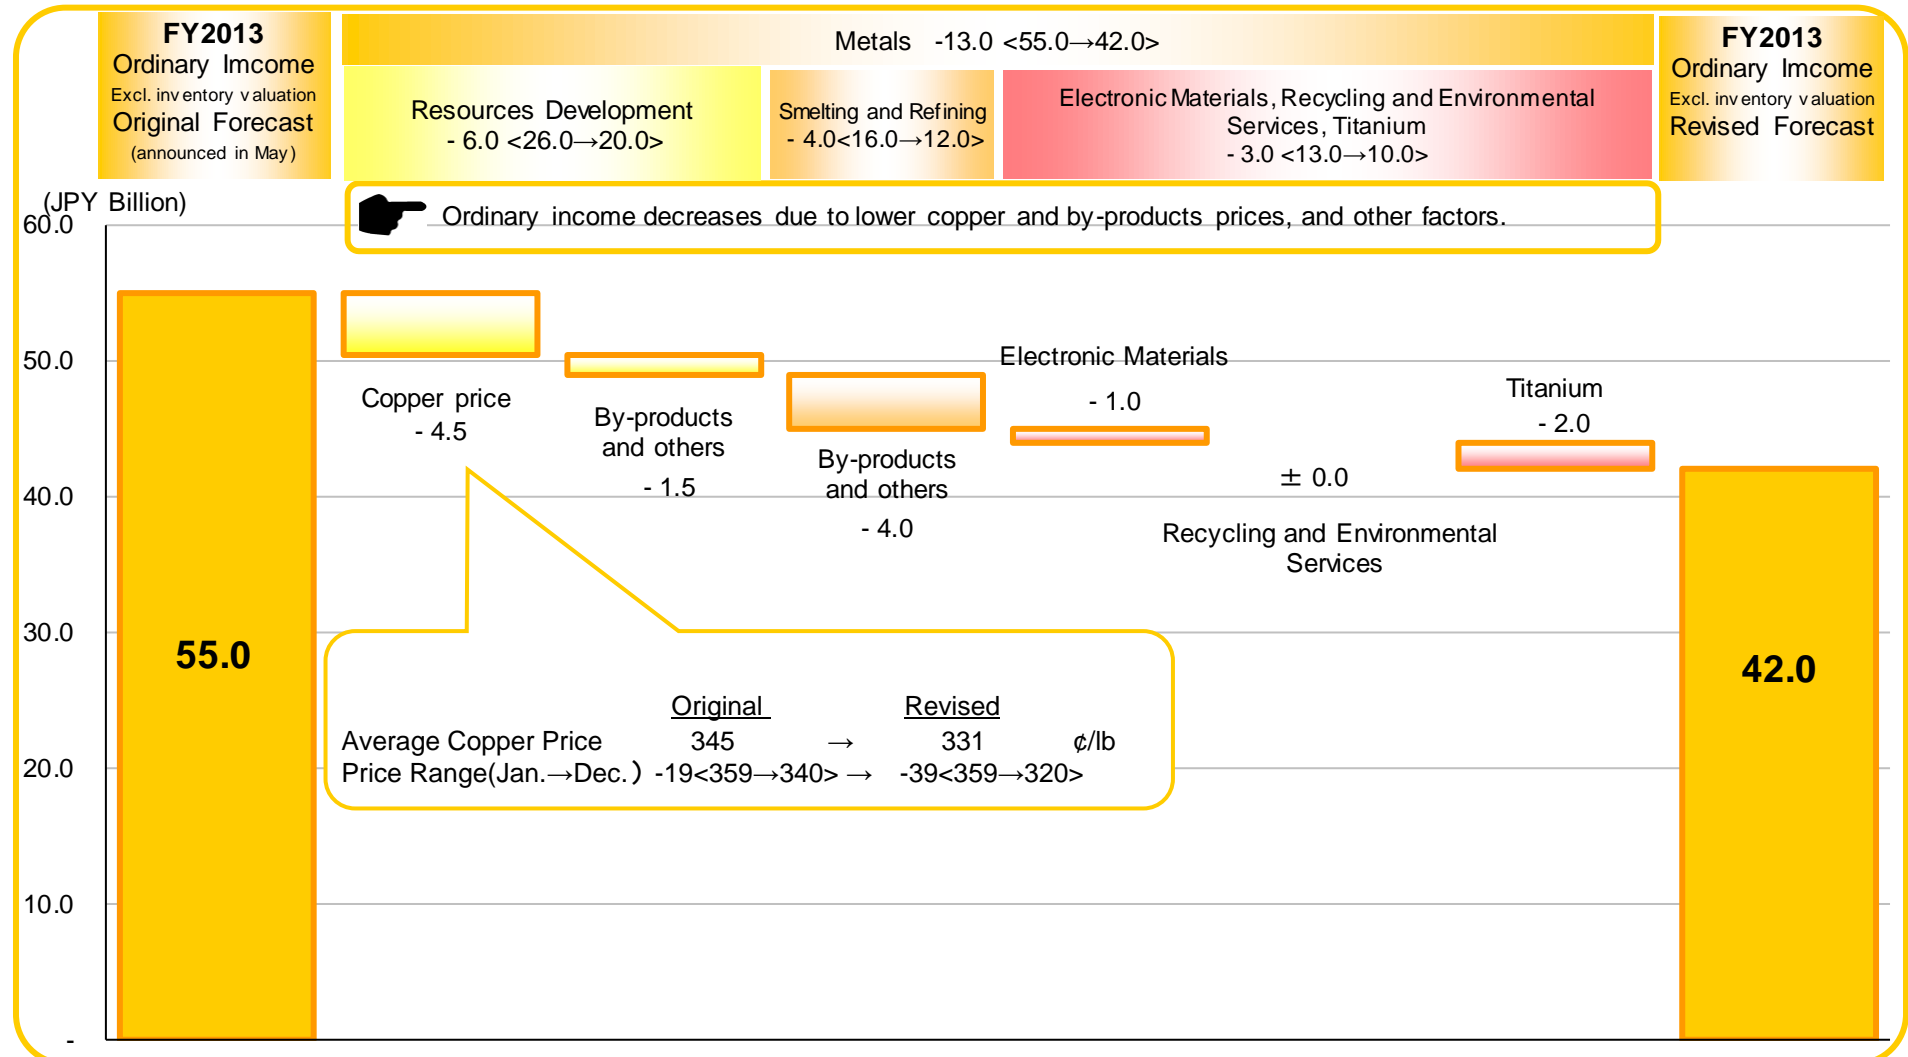 FY2013
Ordinary Imcome
Excl. inventory valuation
Original Forecast
(announced in May)
Metals -13.0 <55.0→42.0>
Resources Development
- 6.0 <26.0→20.0>
Smelting and Refining
- 4.0<16.0→12.0>
Electronic Materials, Recycling and Environmental
Services, Titanium
- 3.0 <13.0→10.0>
FY2013
Ordinary Imcome
Excl. inventory valuation
Revised Forecast
(JPY Billion)
Ordinary income decreases due to lower copper and by-products prices, and other factors.
60.0
50.0
40.0
30.0
20.0
10.0
-
55.0
Copper price
- 4.5
By-products
and others
- 1.5
By-products
and others
- 4.0
Electronic Materials
- 1.0
± 0.0
Recycling and Environmental
Services
Titanium
- 2.0
42.0
Original Revised
Average Copper Price 345 → 331 ¢/lb
Price Range(Jan.→Dec.) -19<359→340> → -39<359→320>